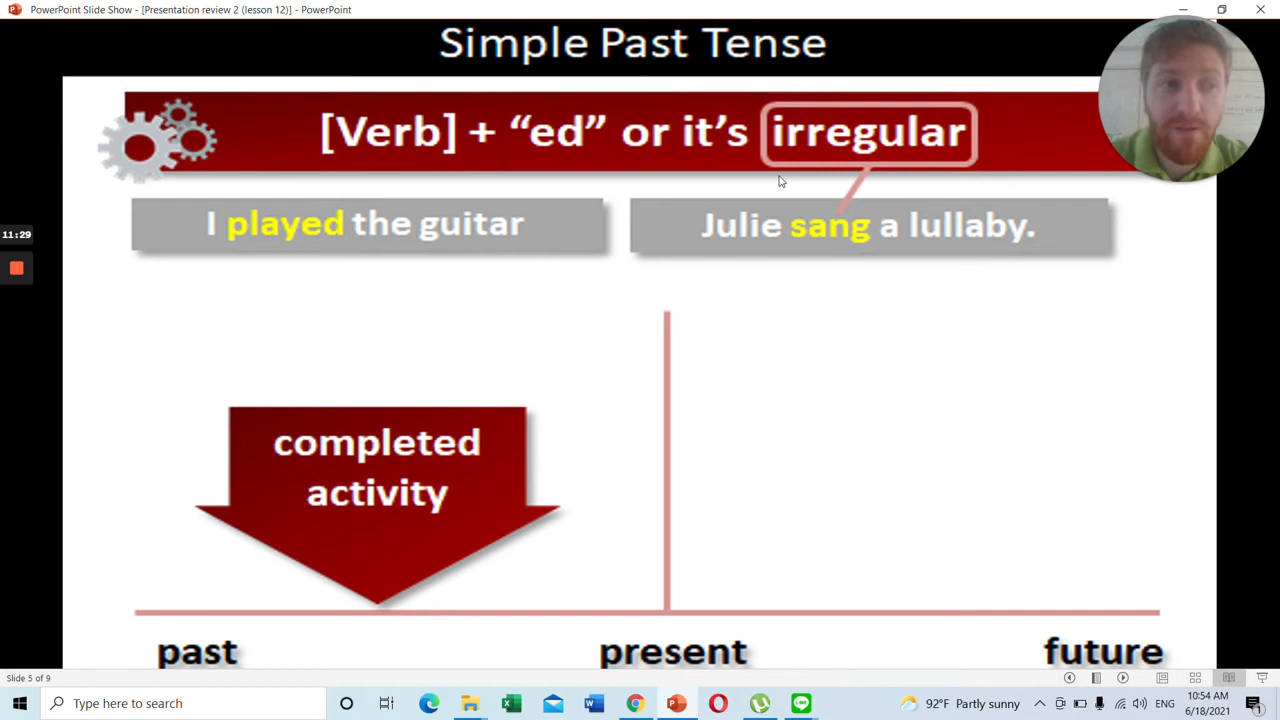 PowerPoint Slide Show - [Presentation review 2 (lesson 12)] - PowerPoint
Simple Past Tense
[Verb] + “ed” or it’s irregular
I played the guitar
Julie sang a lullaby.
11:29
completed
activity
past
present
future
Slide 5 of 9
Type here to search
92°F Partly sunny
ENG
10:54 AM
6/18/2021
1